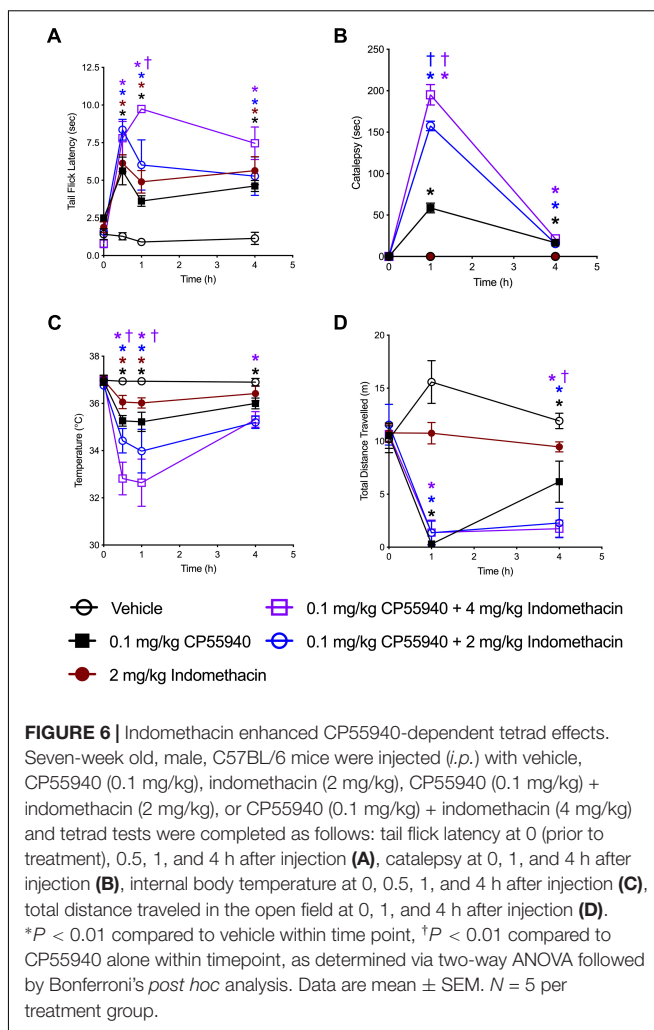 A
B
* †
* *
* *
* *
* *
*
*
*
*
Tail Flick Latency (sec)
12.5
10.0
7.5
5.0
2.5
0.0
0 1 2 3 4 5
Time (h)
† †
* *
*
*
*
*
Catalepsy (sec)
250
200
150
100
50
0
0 1 2 3 4 5
Time (h)
C
D
* † * †
* *
* *
* *
*
Temperature (°C)
38
36
34
32
30
0 1 2 3 4 5
Time (h)
* †
*
*
*
*
*
Total Distance Travelled (m)
20
15
10
5
0
0 1 2 3 4 5
Time (h)
Vehicle
0.1 mg/kg CP55940
2 mg/kg Indomethacin
0.1 mg/kg CP55940 + 4 mg/kg Indomethacin
0.1 mg/kg CP55940 + 2 mg/kg Indomethacin
FIGURE 6 | Indomethacin enhanced CP55940-dependent tetrad effects.
Seven-week old, male, C57BL/6 mice were injected (i.p.) with vehicle,
CP55940 (0.1 mg/kg), indomethacin (2 mg/kg), CP55940 (0.1 mg/kg) +
indomethacin (2 mg/kg), or CP55940 (0.1 mg/kg) + indomethacin (4 mg/kg)
and tetrad tests were completed as follows: tail flick latency at 0 (prior to
treatment), 0.5, 1, and 4 h after injection (A), catalepsy at 0, 1, and 4 h after
injection (B), internal body temperature at 0, 0.5, 1, and 4 h after injection (C),
total distance traveled in the open field at 0, 1, and 4 h after injection (D).
*P < 0.01 compared to vehicle within time point, †P < 0.01 compared to
CP55940 alone within timepoint, as determined via two-way ANOVA followed
by Bonferroni's post hoc analysis. Data are mean ± SEM. N = 5 per
treatment group.